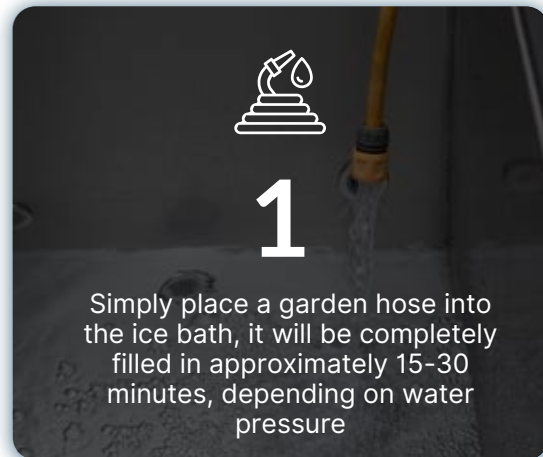 1
Simply place a garden hose into
the ice bath, it will be completely
filled in approximately 15-30
minutes, depending on water
pressure